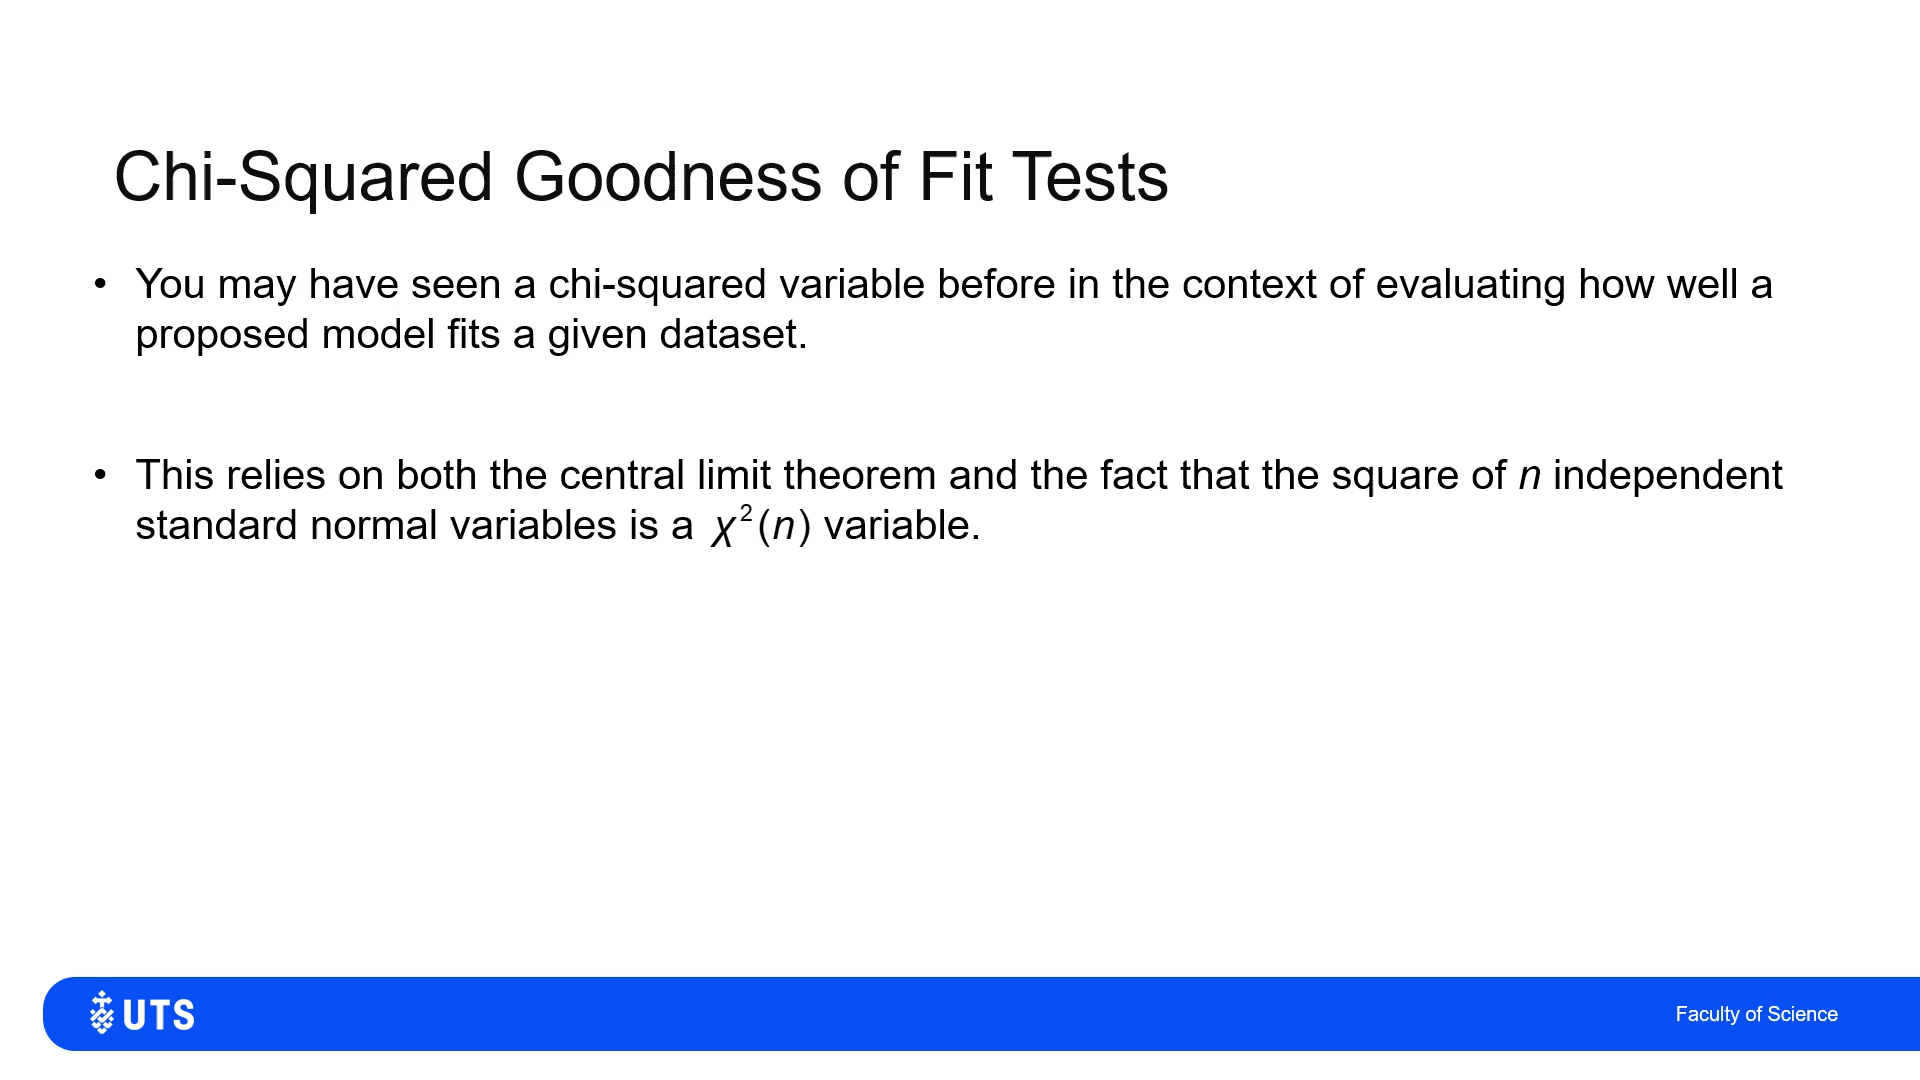 Chi-Squared Goodness of Fit Tests
• You may have seen a chi-squared variable before in the context of evaluating how well a
proposed model fits a given dataset.
• This relies on both the central limit theorem and the fact that the square of n independent
standard normal variables is a χ²(n) variable.
UTS
Faculty of Science